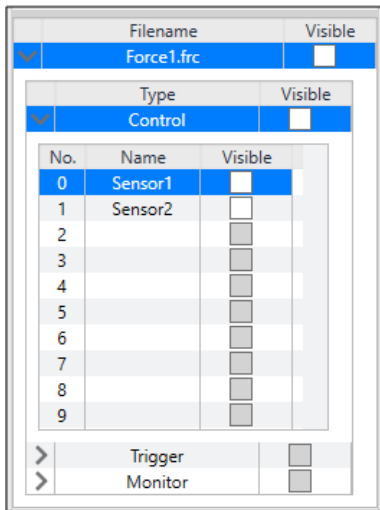 Filename Visible
Force1.frc
Type Visible
Control
No. Name Visible
0 Sensor1
1 Sensor2
2
3
4
5
6
7
8
9
Trigger
Monitor